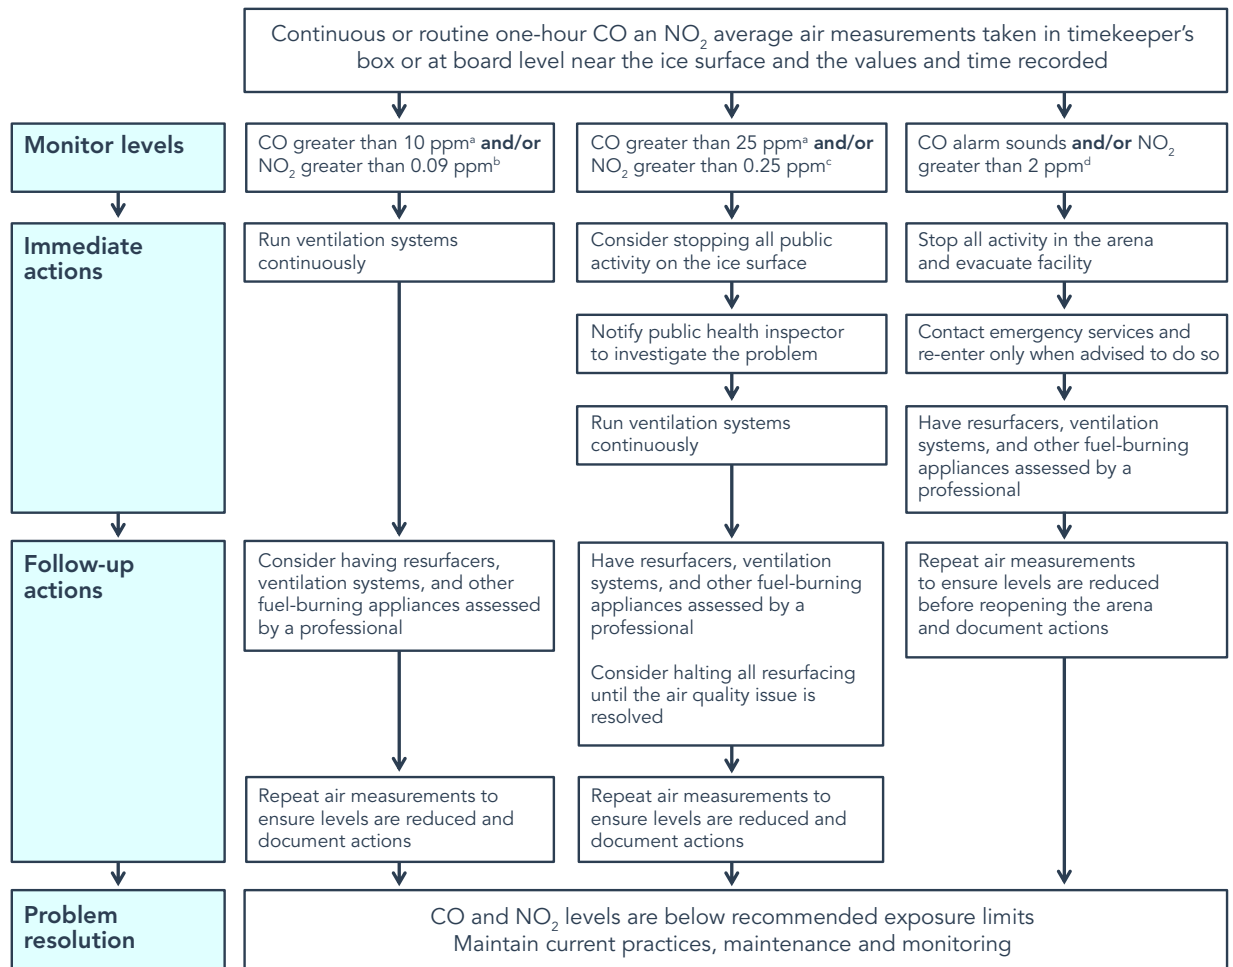 Continuous or routine one-hour CO an NO₂ average air measurements taken in timekeeper's
box or at board level near the ice surface and the values and time recorded
Monitor levels
CO greater than 10 ppmᵃ and/or
NO₂ greater than 0.09 ppmᵇ
CO greater than 25 ppmᵃ and/or
NO₂ greater than 0.25 ppmᶜ
CO alarm sounds and/or NO₂
greater than 2 ppmᵈ
Immediate
actions
Run ventilation systems
continuously
Consider stopping all public
activity on the ice surface
Stop all activity in the arena
and evacuate facility
Notify public health inspector
to investigate the problem
Contact emergency services and
re-enter only when advised to do so
Run ventilation systems
continuously
Have resurfacers, ventilation
systems, and other fuel-burning
appliances assessed by a
professional
Follow-up
actions
Consider having resurfacers,
ventilation systems, and other
fuel-burning appliances assessed
by a professional
Have resurfacers, ventilation
systems, and other fuel-burning
appliances assessed by a
professional
Consider halting all resurfacing
until the air quality issue is
resolved
Repeat air measurements
to ensure levels are reduced
before reopening the arena
and document actions
Repeat air measurements to
ensure levels are reduced and
document actions
Repeat air measurements to
ensure levels are reduced and
document actions
Problem
resolution
CO and NO₂ levels are below recommended exposure limits
Maintain current practices, maintenance and monitoring